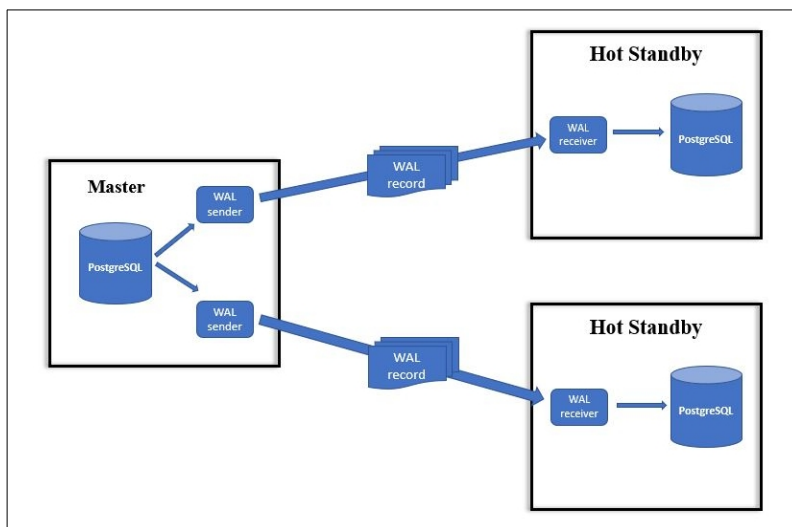 Master
PostgreSQL
WAL
sender
WAL
sender
WAL
record
WAL
record
Hot Standby
WAL
receiver
PostgreSQL
Hot Standby
WAL
receiver
PostgreSQL